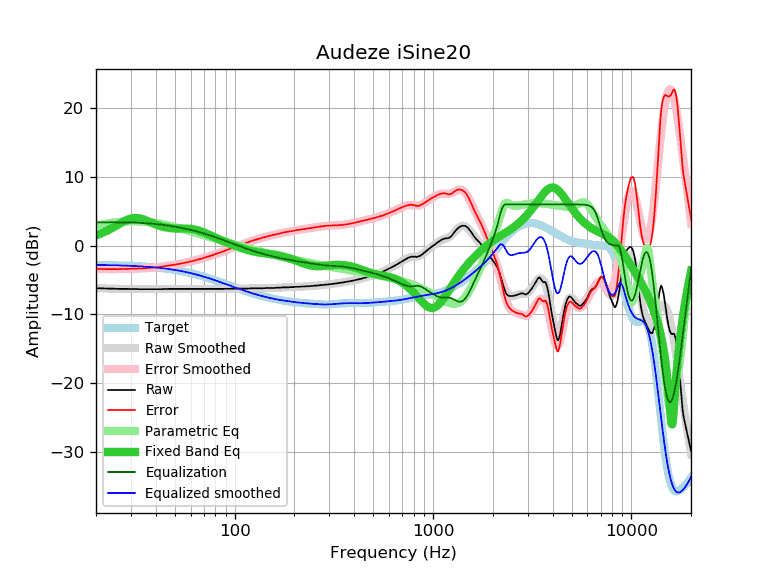 Audeze iSine20
Amplitude (dBr)
20
10
0
−10
−20
−30
Target
Raw Smoothed
Error Smoothed
Raw
Error
Parametric Eq
Fixed Band Eq
Equalization
Equalized smoothed
100
1000
10000
Frequency (Hz)